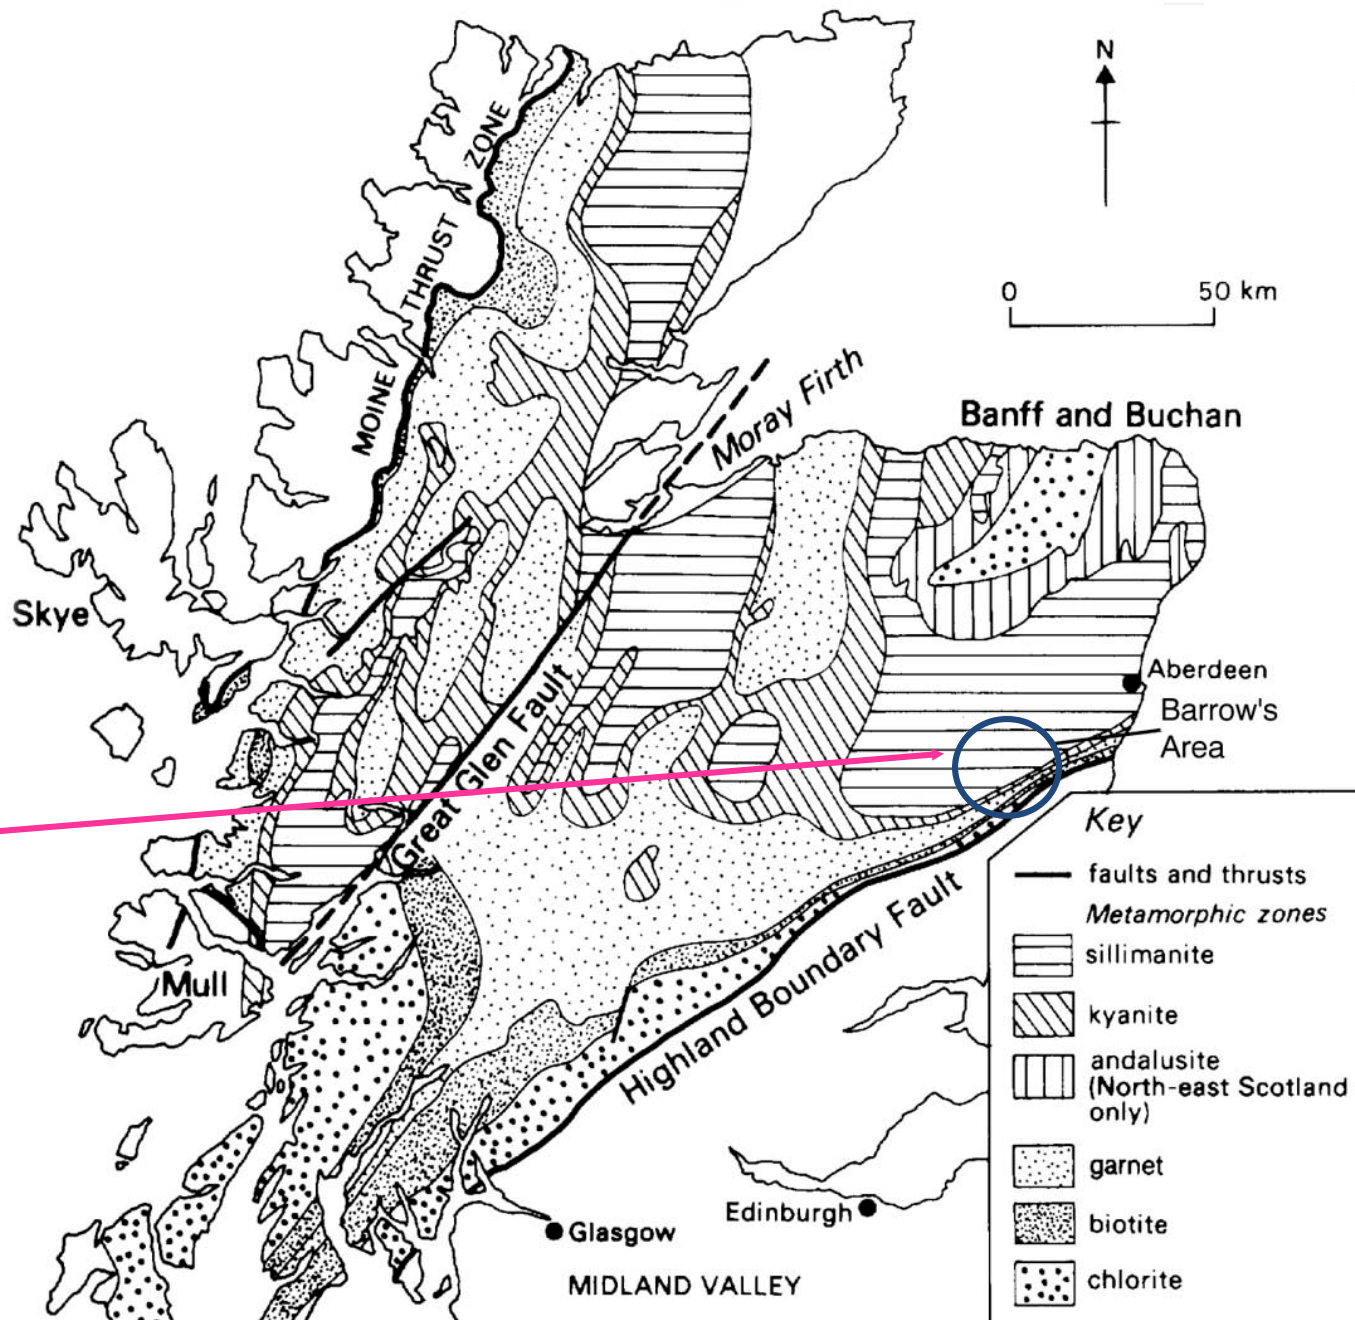 N
0 50 km
MOINE THRUST ZONE
Moray Firth
Banff and Buchan
Skye
Great Glen Fault
Aberdeen
Barrow's
Area
Mull
Highland Boundary Fault
Key
faults and thrusts
Metamorphic zones
sillimanite
kyanite
andalusite
(North-east Scotland
only)
garnet
biotite
chlorite
Edinburgh
Glasgow
MIDLAND VALLEY